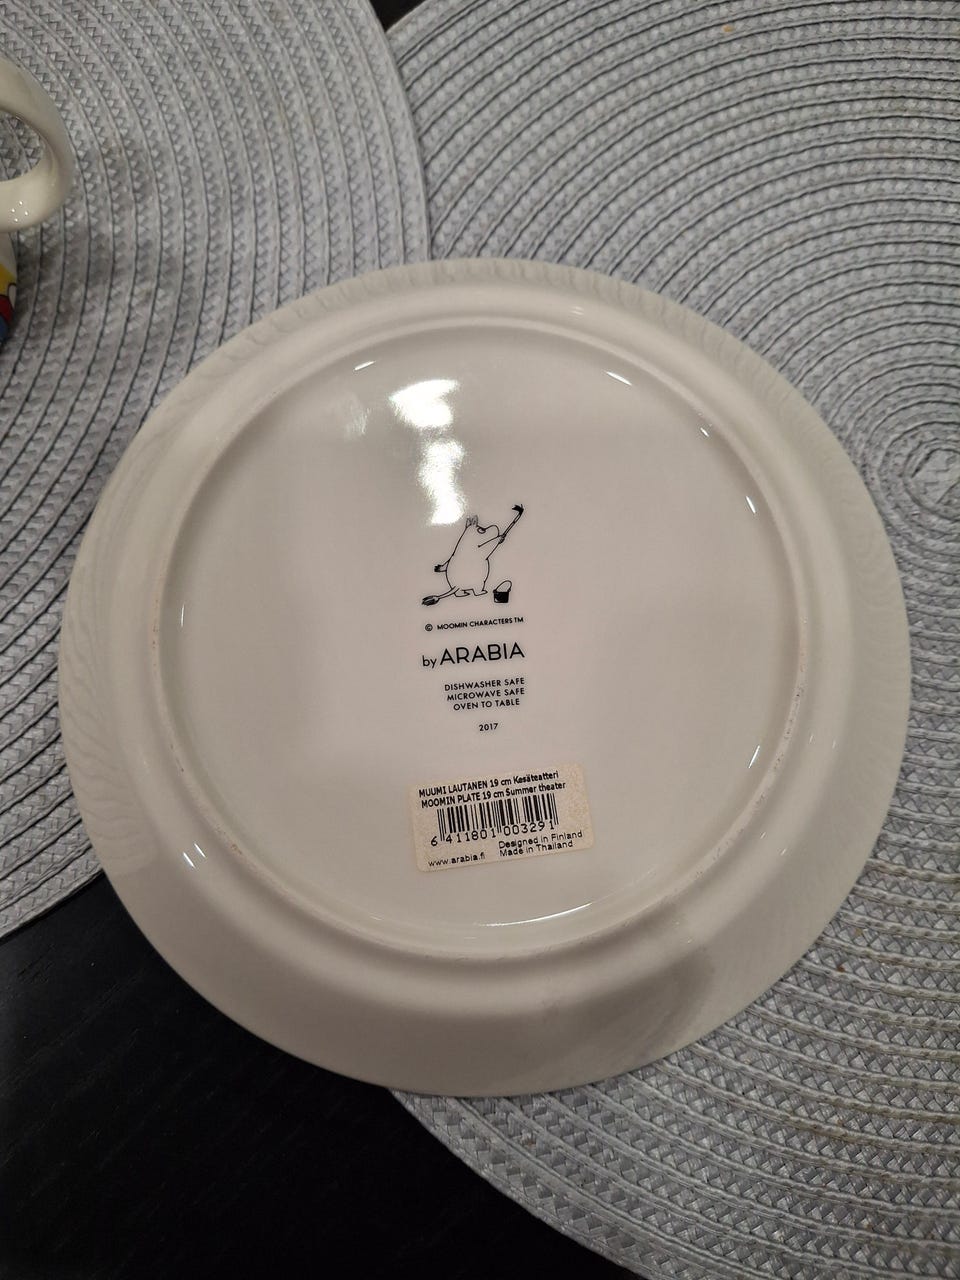 © MOOMIN CHARACTERS TM
by ARABIA
DISHWASHER SAFE
MICROWAVE SAFE
OVEN TO TABLE
2017
MUUMI LAUTANEN 19 cm Kesäteatteri
MOOMIN PLATE 19 cm Summer theater
6 411801 003291
Designed in Finland
www.arabia.fi Made in Thailand